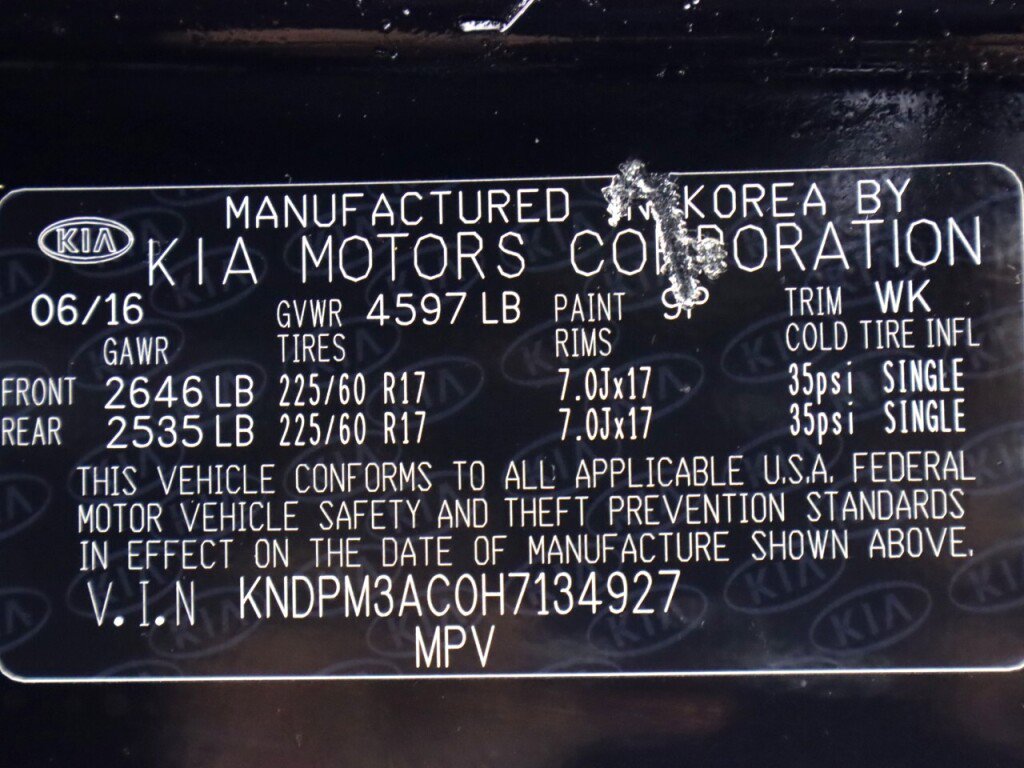 MANUFACTURED IN KOREA BY
KIA KIA MOTORS CORPORATION
06/16 GVWR 4597 LB PAINT 9P TRIM WK
GAWR TIRES RIMS COLD TIRE INFL
FRONT 2646 LB 225/60 R17 7.0Jx17 35psi SINGLE
REAR 2535 LB 225/60 R17 7.0Jx17 35psi SINGLE
THIS VEHICLE CONFORMS TO ALL APPLICABLE U.S.A. FEDERAL
MOTOR VEHICLE SAFETY AND THEFT PREVENTION STANDARDS
IN EFFECT ON THE DATE OF MANUFACTURE SHOWN ABOVE.
V.I.N KNDPM3AC0H7134927
MPV